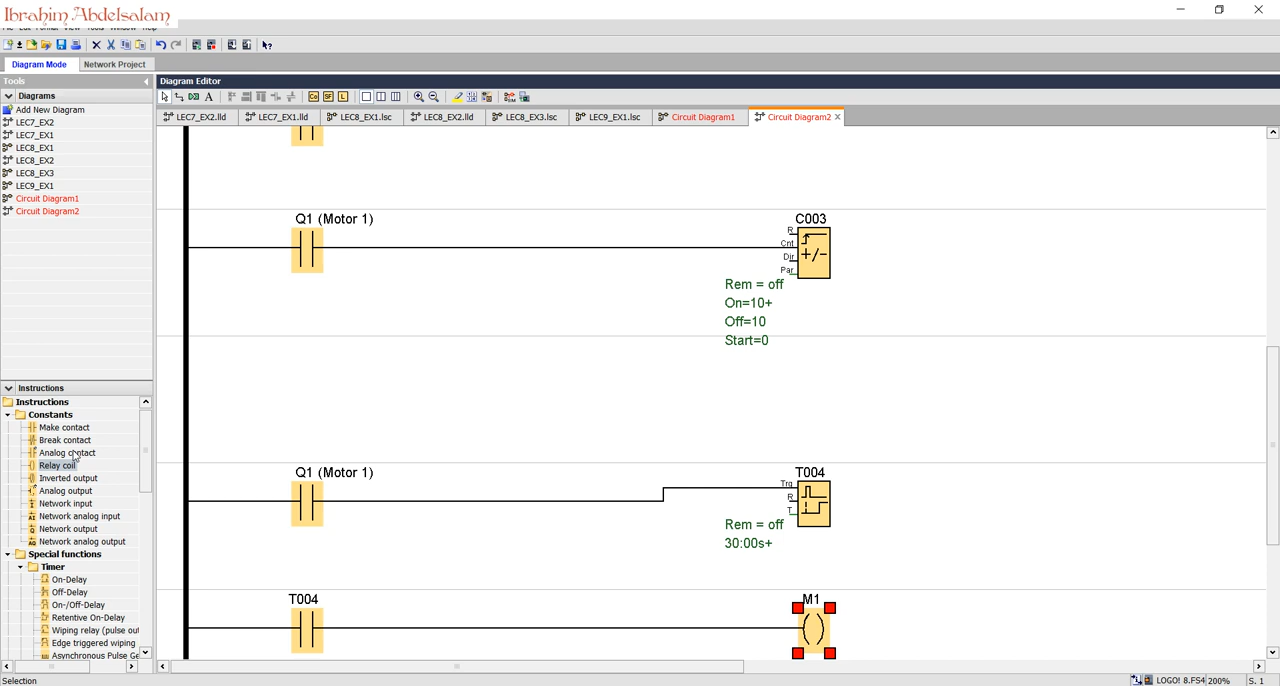 Ibrahim Abdelsalam
Diagram Mode
Network Project
Tools
Diagrams
Add New Diagram
LEC7_EX2
LEC7_EX1
LEC8_EX1
LEC8_EX2
LEC8_EX3
LEC9_EX1
Circuit Diagram1
Circuit Diagram2
Instructions
Instructions
Constants
Make contact
Break contact
Analog contact
Relay coil
Inverted output
Analog output
Network input
Network analog input
Network output
Network analog output
Special functions
Timer
On-Delay
Off-Delay
On-/Off-Delay
Retentive On-Delay
Wiping relay (pulse out
Edge triggered wiping
Asynchronous Pulse Ge
Diagram Editor
LEC7_EX2.lld
LEC7_EX1.lld
LEC8_EX1.lsc
LEC8_EX2.lld
LEC8_EX3.lsc
LEC9_EX1.lsc
Circuit Diagram1
Circuit Diagram2
Q1 (Motor 1)
C003
R
Cnt
Dir
Par
+/-
Rem = off
On=10+
Off=10
Start=0
Q1 (Motor 1)
T004
Trg
R
T
Rem = off
30:00s+
T004
M1
Selection
LOGO! 8.FS4 200%
S. 1